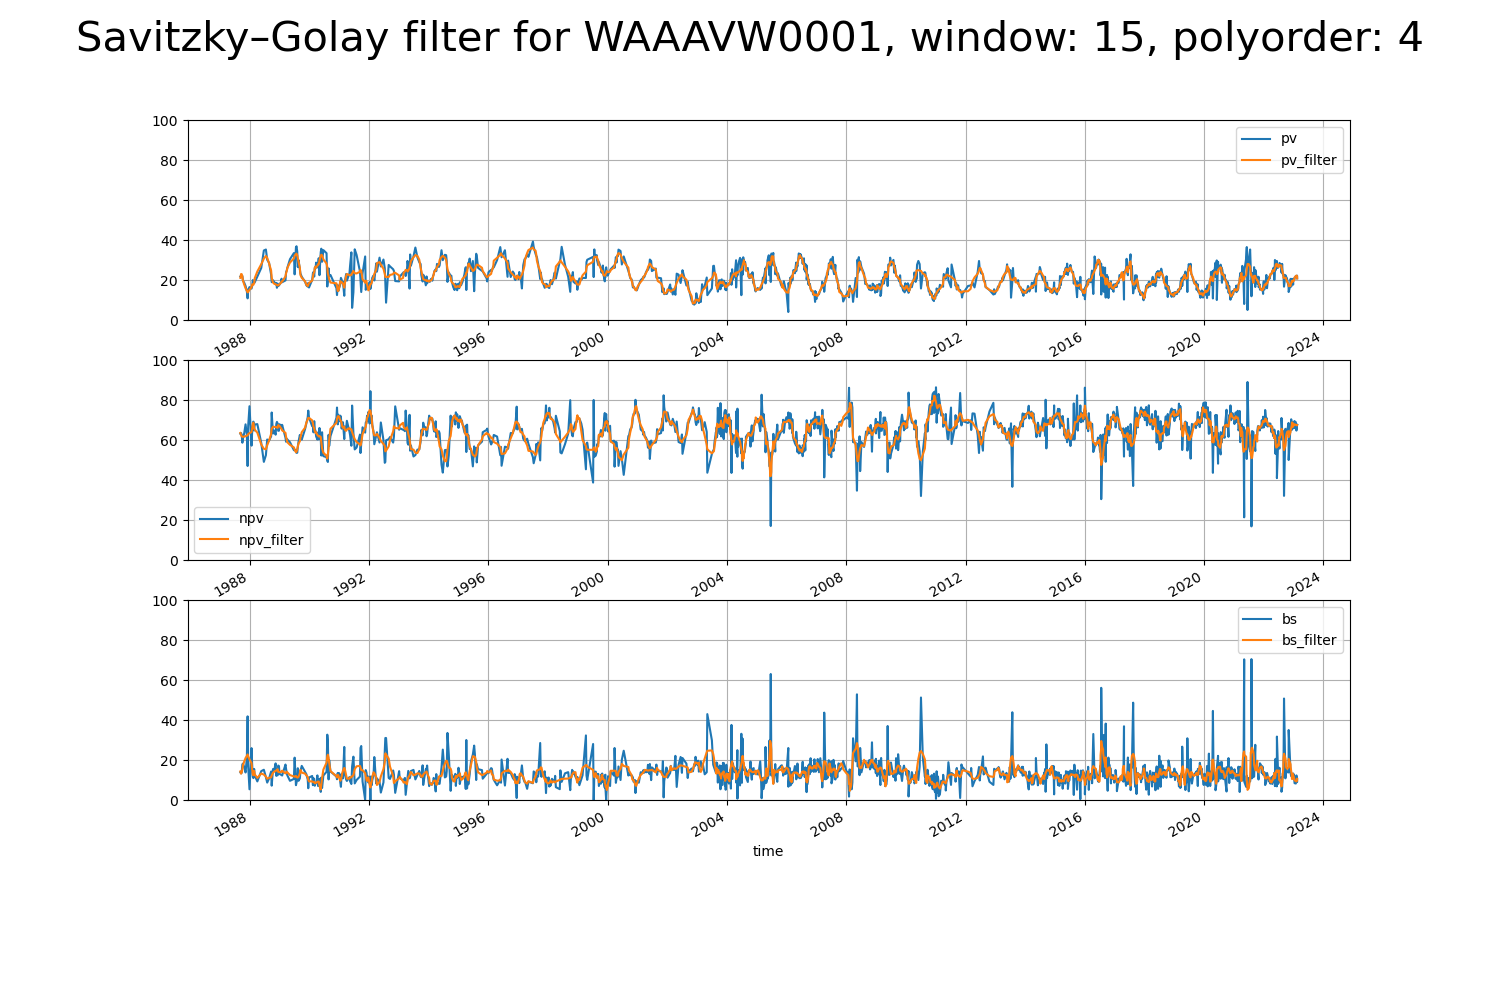 Savitzky–Golay filter for WAAAVW0001, window: 15, polyorder: 4
100
80
60
40
20
0
pv
pv_filter
1988 1992 1996 2000 2004 2008 2012 2016 2020 2024
100
80
60
40
20
0
npv
npv_filter
1988 1992 1996 2000 2004 2008 2012 2016 2020 2024
100
80
60
40
20
0
bs
bs_filter
1988 1992 1996 2000 2004 2008 2012 2016 2020 2024
time